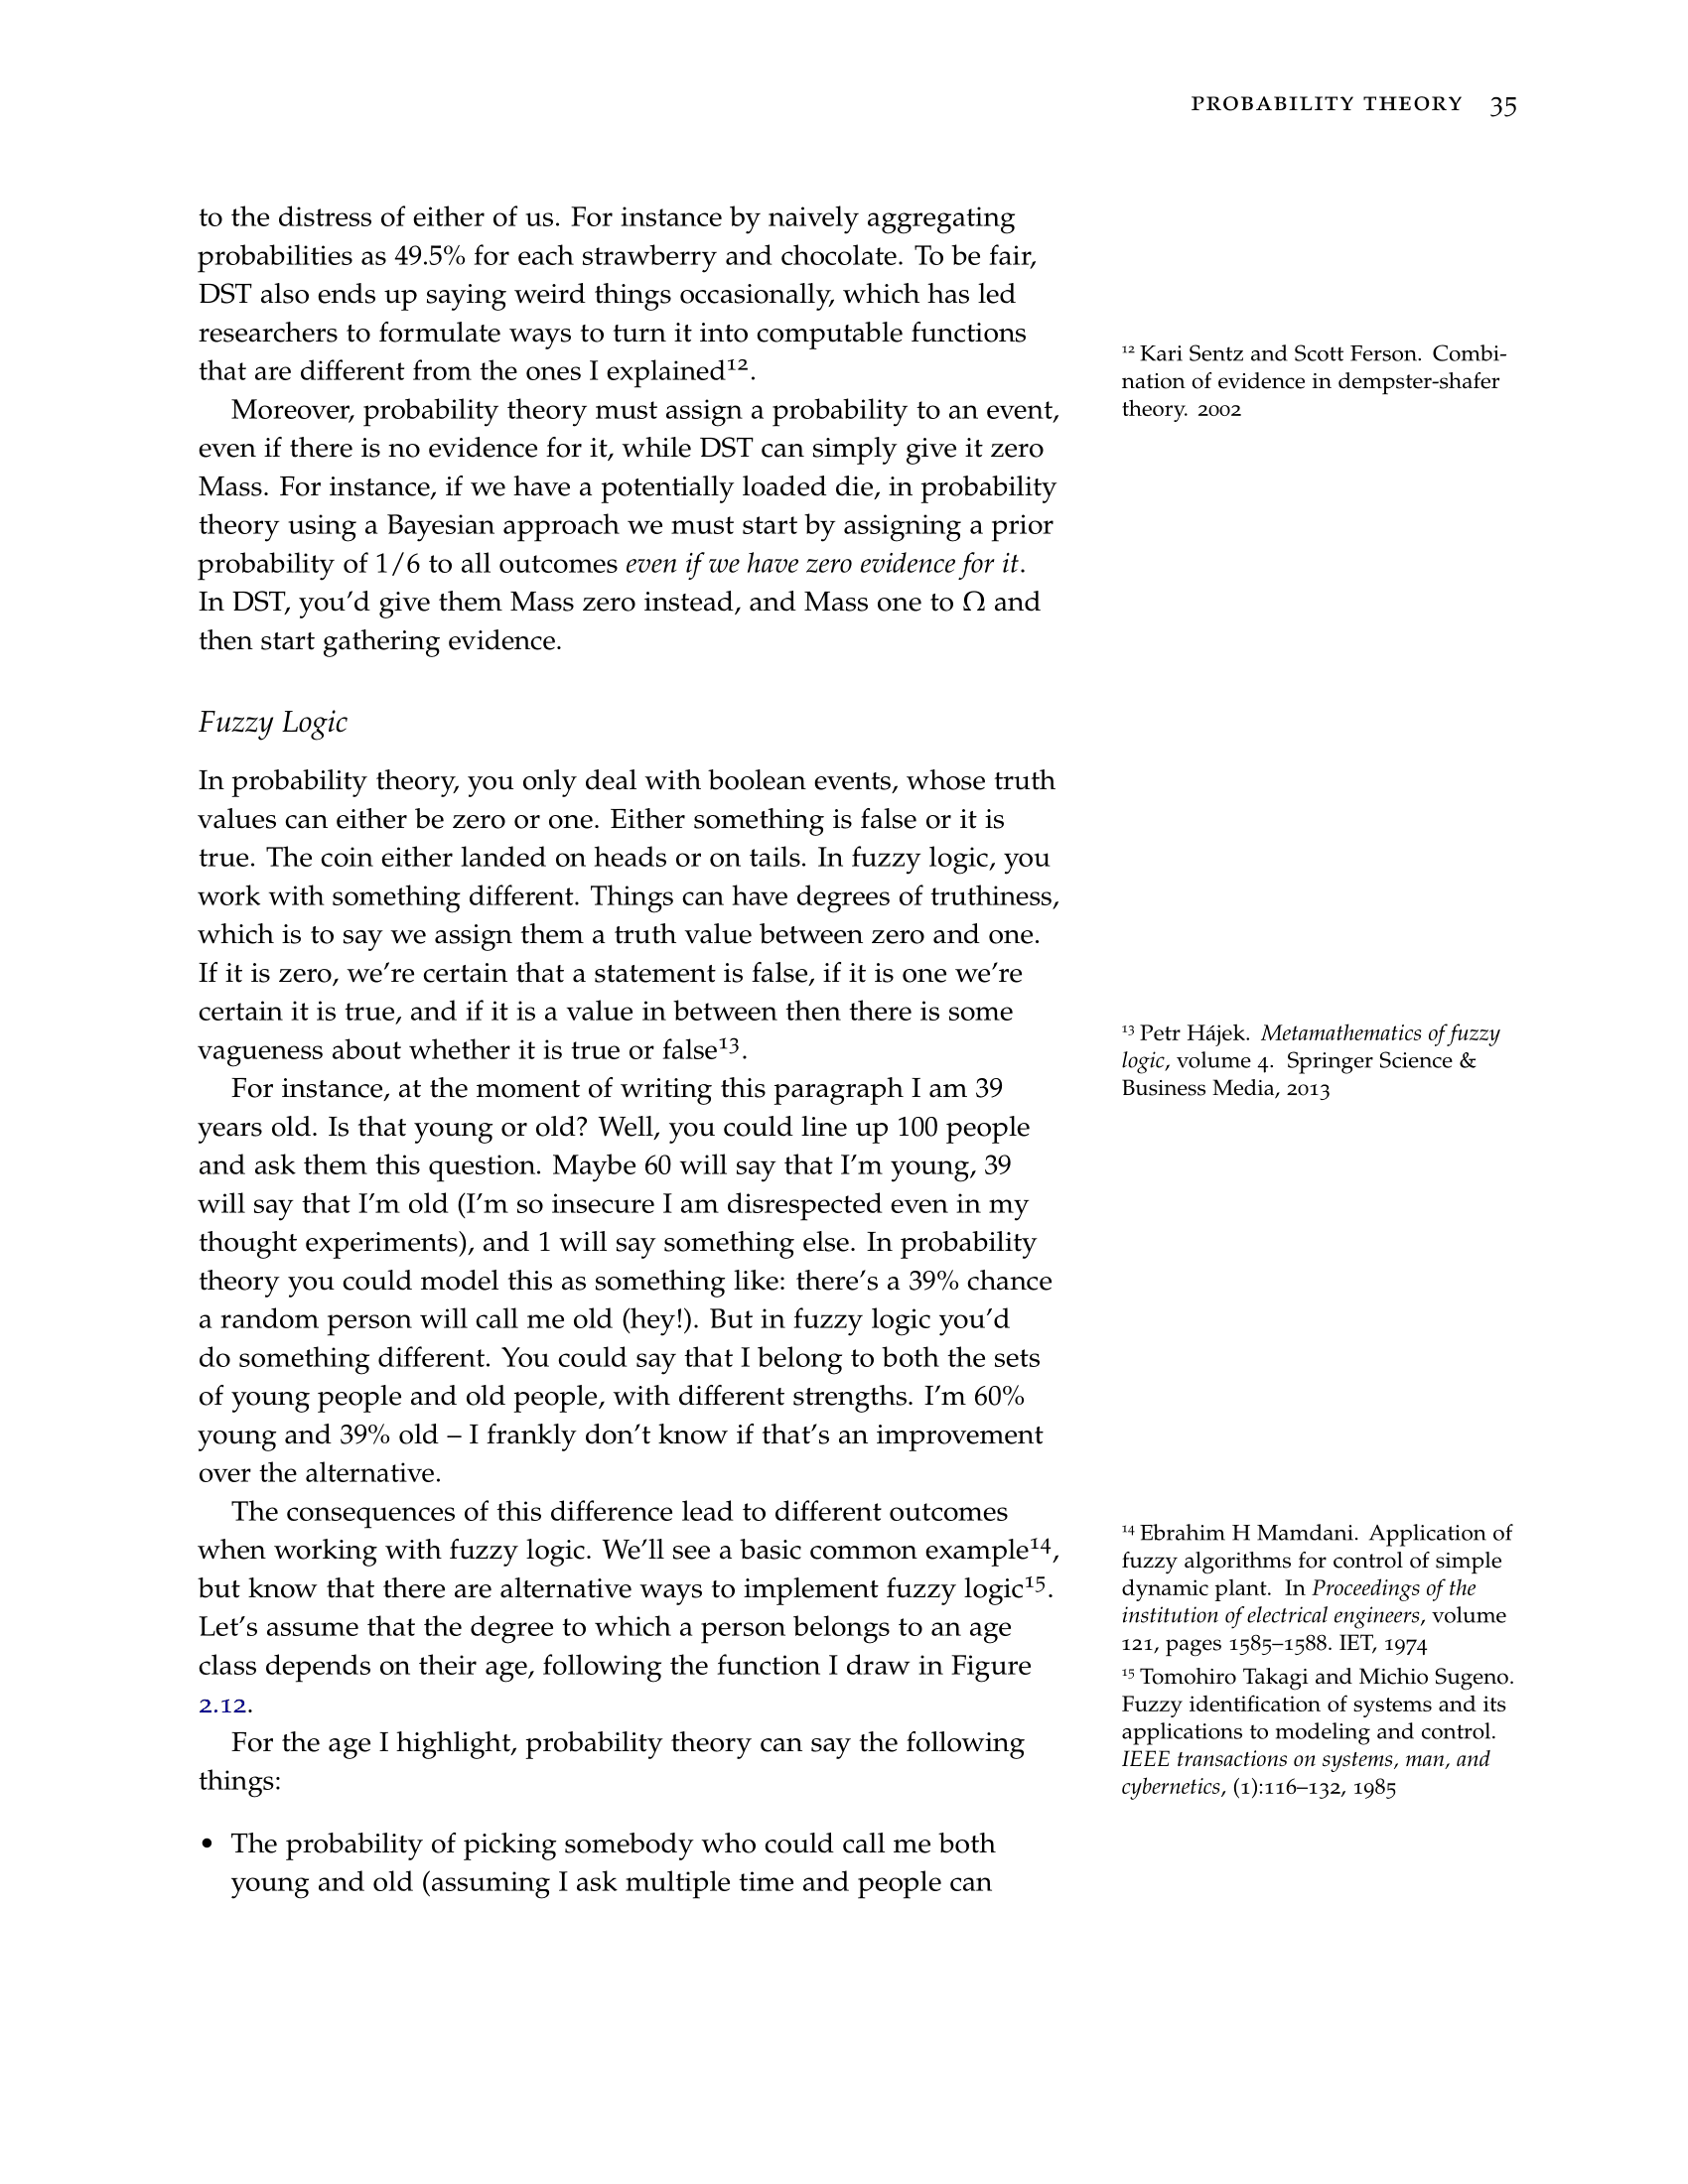 PROBABILITY THEORY 35
to the distress of either of us. For instance by naively aggregating
probabilities as 49.5% for each strawberry and chocolate. To be fair,
DST also ends up saying weird things occasionally, which has led
researchers to formulate ways to turn it into computable functions
that are different from the ones I explained¹².
Moreover, probability theory must assign a probability to an event,
even if there is no evidence for it, while DST can simply give it zero
Mass. For instance, if we have a potentially loaded die, in probability
theory using a Bayesian approach we must start by assigning a prior
probability of 1/6 to all outcomes even if we have zero evidence for it.
In DST, you'd give them Mass zero instead, and Mass one to Ω and
then start gathering evidence.
Fuzzy Logic
In probability theory, you only deal with boolean events, whose truth
values can either be zero or one. Either something is false or it is
true. The coin either landed on heads or on tails. In fuzzy logic, you
work with something different. Things can have degrees of truthiness,
which is to say we assign them a truth value between zero and one.
If it is zero, we're certain that a statement is false, if it is one we're
certain it is true, and if it is a value in between then there is some
vagueness about whether it is true or false¹³.
For instance, at the moment of writing this paragraph I am 39
years old. Is that young or old? Well, you could line up 100 people
and ask them this question. Maybe 60 will say that I'm young, 39
will say that I'm old (I'm so insecure I am disrespected even in my
thought experiments), and 1 will say something else. In probability
theory you could model this as something like: there's a 39% chance
a random person will call me old (hey!). But in fuzzy logic you'd
do something different. You could say that I belong to both the sets
of young people and old people, with different strengths. I'm 60%
young and 39% old – I frankly don't know if that's an improvement
over the alternative.
The consequences of this difference lead to different outcomes
when working with fuzzy logic. We'll see a basic common example¹⁴,
but know that there are alternative ways to implement fuzzy logic¹⁵.
Let's assume that the degree to which a person belongs to an age
class depends on their age, following the function I draw in Figure
2.12.
For the age I highlight, probability theory can say the following
things:
• The probability of picking somebody who could call me both
young and old (assuming I ask multiple time and people can
¹² Kari Sentz and Scott Ferson. Combi-
nation of evidence in dempster-shafer
theory. 2002
¹³ Petr Hájek. Metamathematics of fuzzy
logic, volume 4. Springer Science &
Business Media, 2013
¹⁴ Ebrahim H Mamdani. Application of
fuzzy algorithms for control of simple
dynamic plant. In Proceedings of the
institution of electrical engineers, volume
121, pages 1585–1588. IET, 1974
¹⁵ Tomohiro Takagi and Michio Sugeno.
Fuzzy identification of systems and its
applications to modeling and control.
IEEE transactions on systems, man, and
cybernetics, (1):116–132, 1985